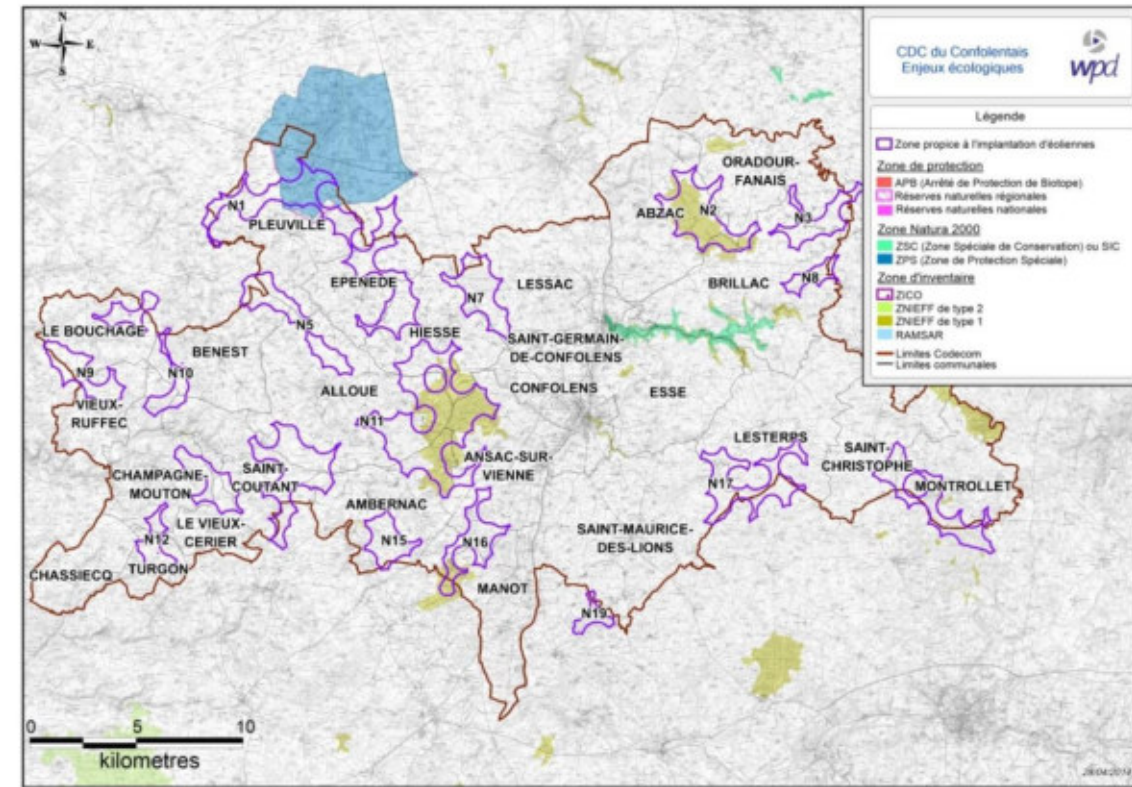 N
W E
S
CDC du Confolentais
Enjeux écologiques
wpd
Légende
Zone propice à l'implantation d'éoliennes
Zone de protection
APB (Arrêté de Protection de Biotope)
Réserves naturelles régionales
Réserves naturelles nationales
Zone Natura 2000
ZSC (Zone Spéciale de Conservation) ou SIC
ZPS (Zone de Protection Spéciale)
Zone d'inventaire
ZICO
ZNIEFF de type 2
ZNIEFF de type 1
RAMSAR
Limites Codecom
Limites communales
ORADOUR-
FANAIS
N1
PLEUVILLE
ABZAC
N2
N3
EPENEDE
N7
LESSAC
BRILLAC
N8
LE BOUCHAGE
N5
HIESSE
BENEST
SAINT-GERMAIN-
DE-CONFOLENS
N9
N10
ALLOUE
CONFOLENS
ESSE
VIEUX-
RUFFEC
N11
LESTERPS
CHAMPAGNE-
MOUTON
SAINT-
COUTANT
ANSAC-SUR-
VIENNE
N17
SAINT-
CHRISTOPHE
MONTROLLET
AMBERNAC
LE VIEUX-
CERIER
N12
N15
N16
SAINT-MAURICE-
DES-LIONS
CHASSIECQ
TURGON
MANOT
N19
0 5 10
kilometres
28/04/2014